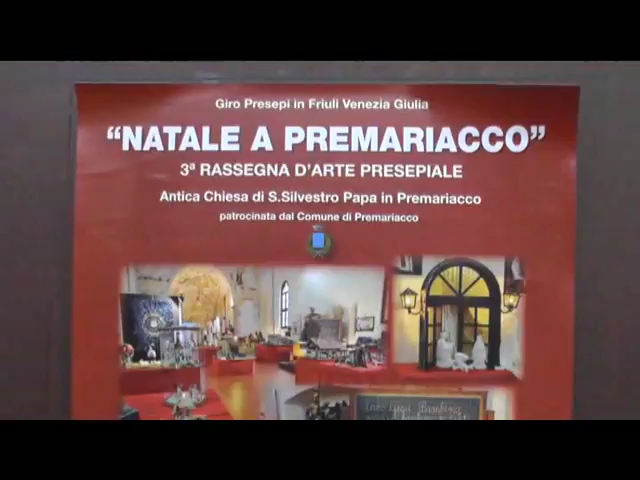 Giro Presepi in Friuli Venezia Giulia
“NATALE A PREMARIACCO”
3ª RASSEGNA D'ARTE PRESEPIALE
Antica Chiesa di S.Silvestro Papa in Premariacco
patrocinata dal Comune di Premariacco